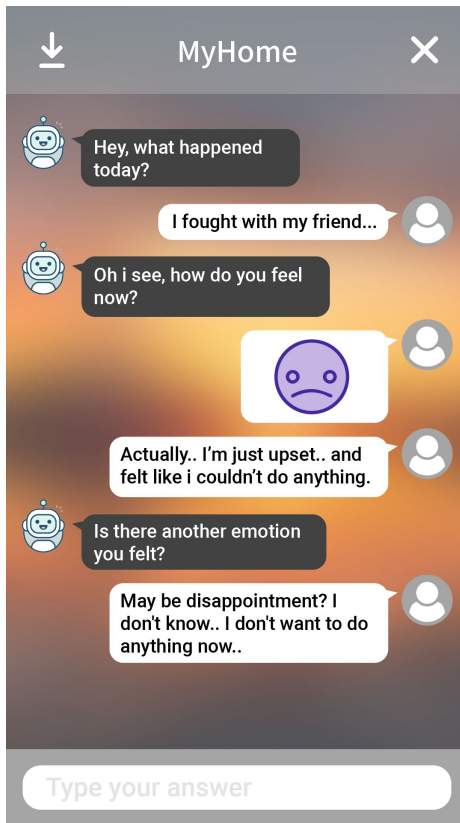 MyHome
Hey, what happened
today?
I fought with my friend...
Oh i see, how do you feel
now?
Actually.. I’m just upset.. and
felt like i couldn’t do anything.
Is there another emotion
you felt?
May be disappointment? I
don't know.. I don't want to do
anything now..
Type your answer